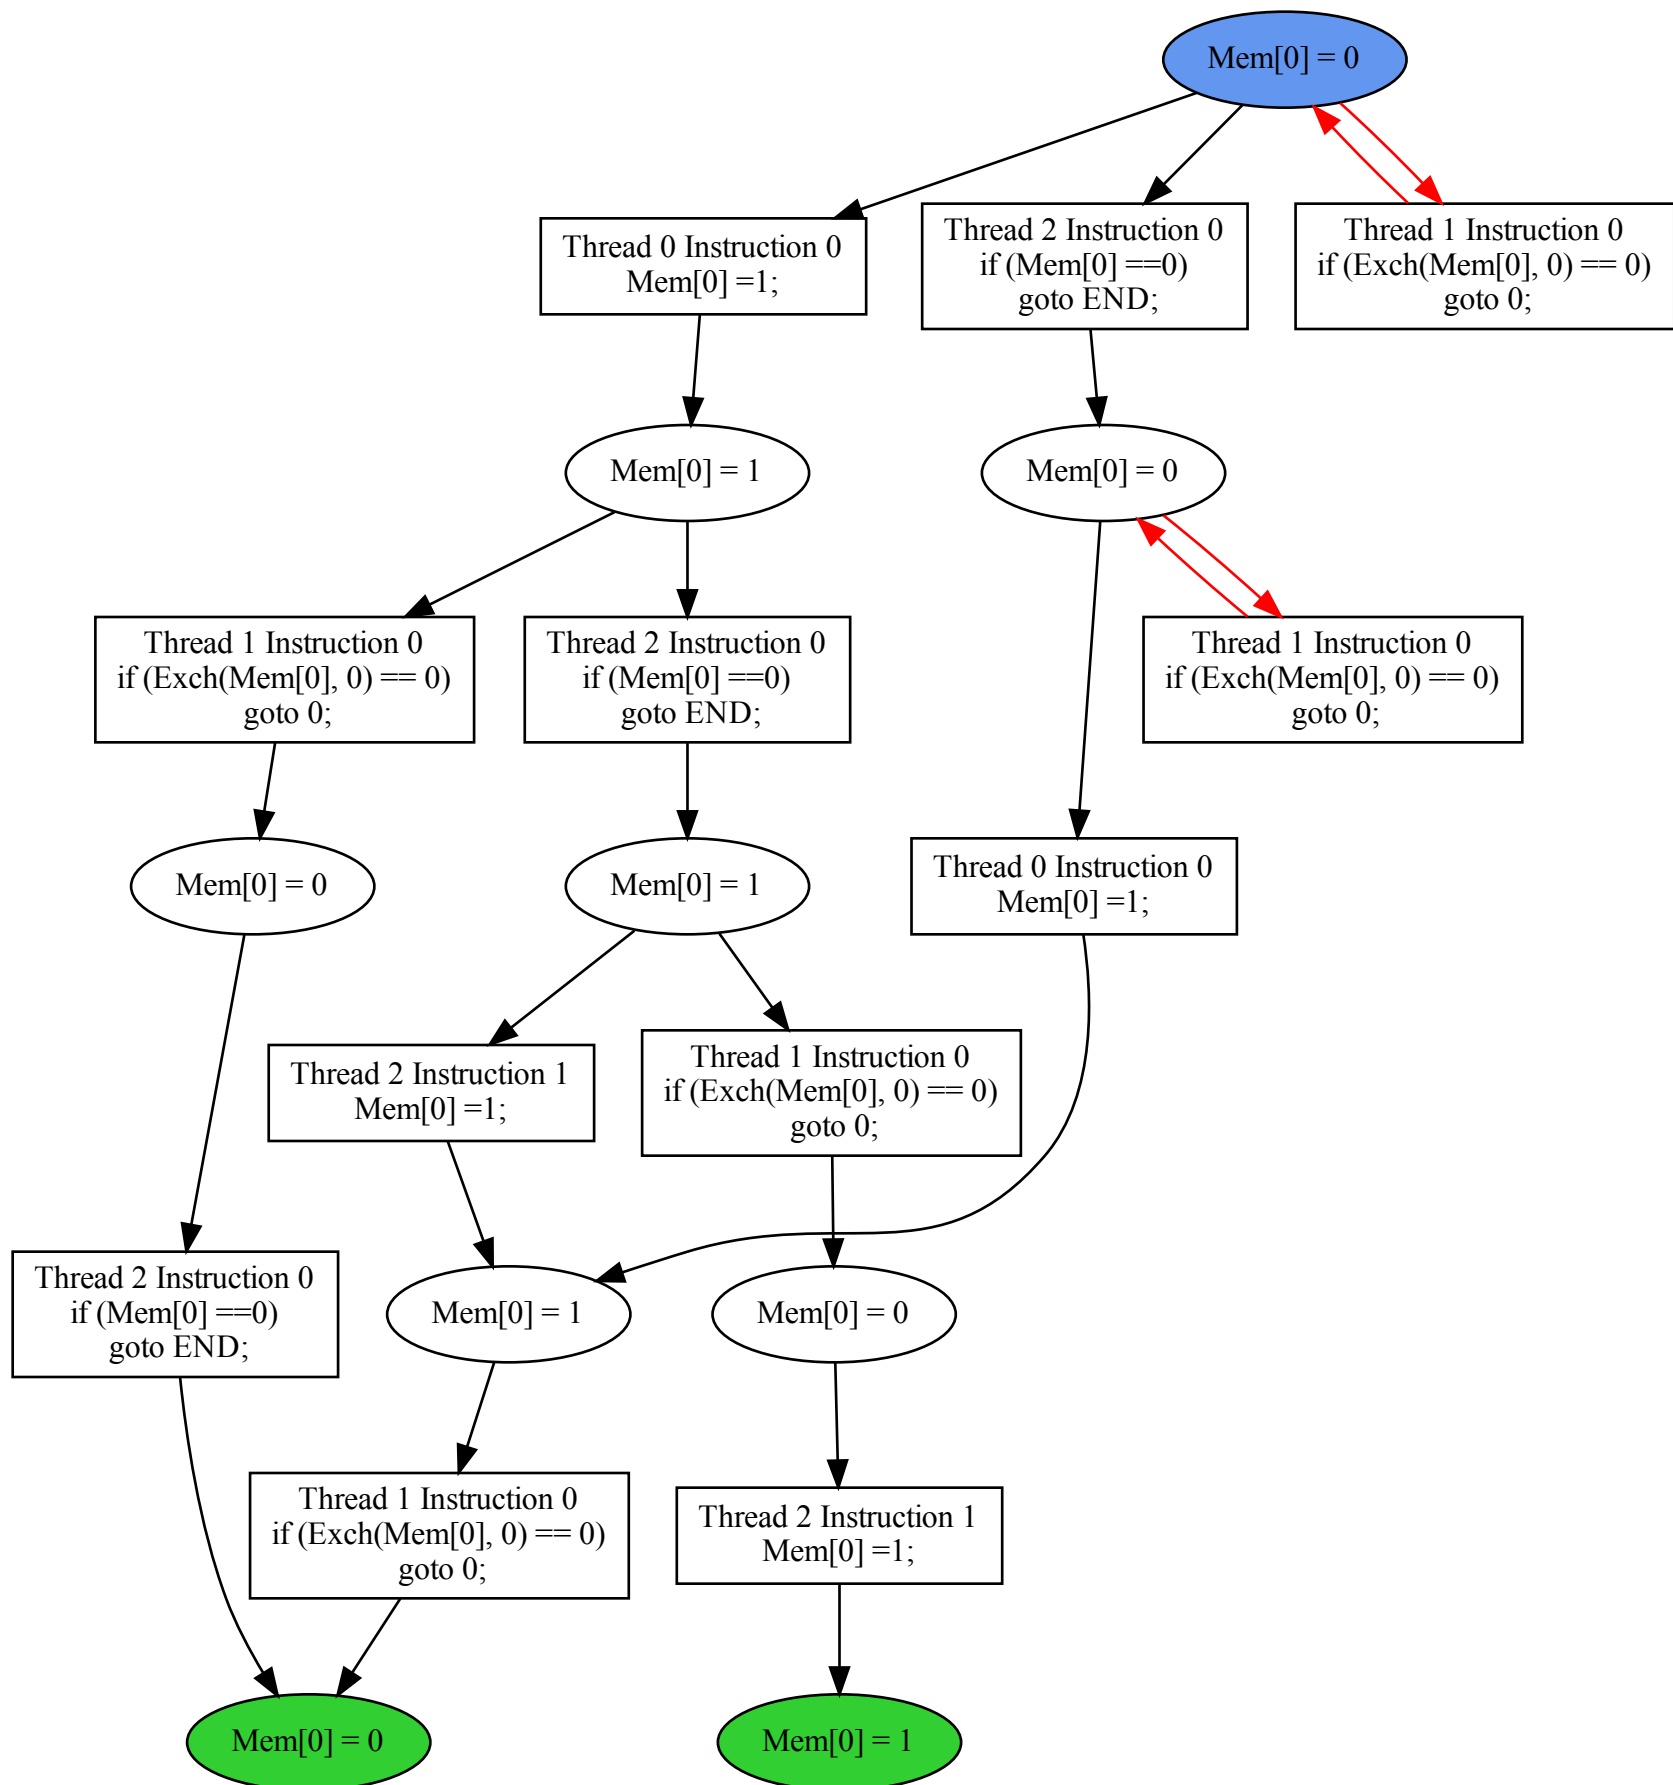 Mem[0] = 0
Thread 0 Instruction 0
Mem[0] =1;
Thread 2 Instruction 0
if (Mem[0] ==0)
goto END;
Thread 1 Instruction 0
if (Exch(Mem[0], 0) == 0)
goto 0;
Mem[0] = 1
Mem[0] = 0
Thread 1 Instruction 0
if (Exch(Mem[0], 0) == 0)
goto 0;
Thread 2 Instruction 0
if (Mem[0] ==0)
goto END;
Thread 1 Instruction 0
if (Exch(Mem[0], 0) == 0)
goto 0;
Mem[0] = 0
Mem[0] = 1
Thread 0 Instruction 0
Mem[0] =1;
Thread 2 Instruction 1
Mem[0] =1;
Thread 1 Instruction 0
if (Exch(Mem[0], 0) == 0)
goto 0;
Thread 2 Instruction 0
if (Mem[0] ==0)
goto END;
Mem[0] = 1
Mem[0] = 0
Thread 1 Instruction 0
if (Exch(Mem[0], 0) == 0)
goto 0;
Thread 2 Instruction 1
Mem[0] =1;
Mem[0] = 0
Mem[0] = 1